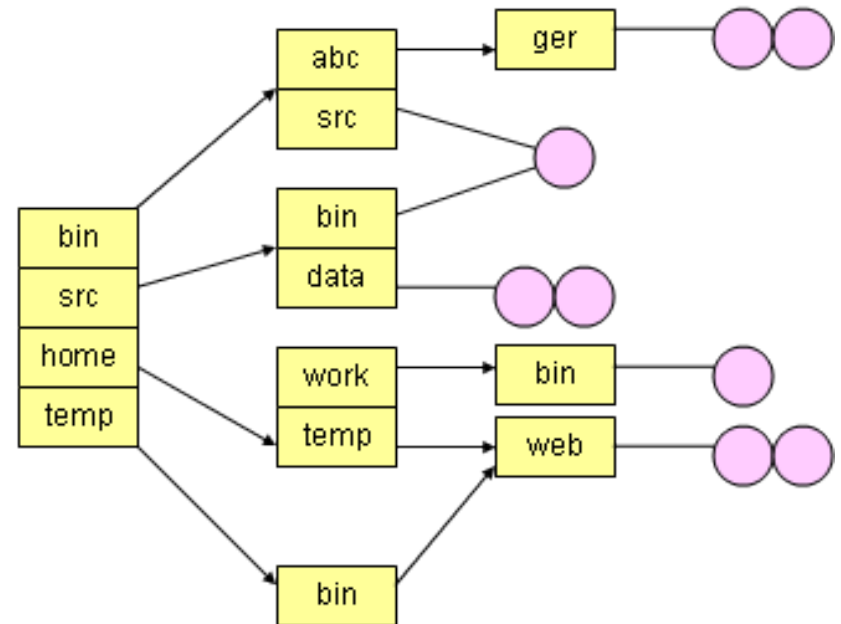 bin
src
home
temp
abc
src
bin
data
work
temp
bin
ger
bin
web